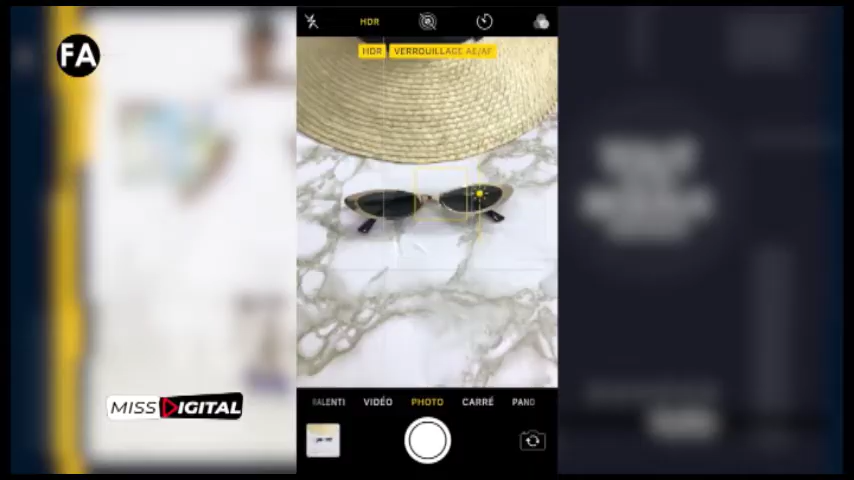 FA
HDR
HDR VERROUILLAGE AE/AF
RALENTI VIDÉO PHOTO CARRÉ PANO
MISS DIGITAL